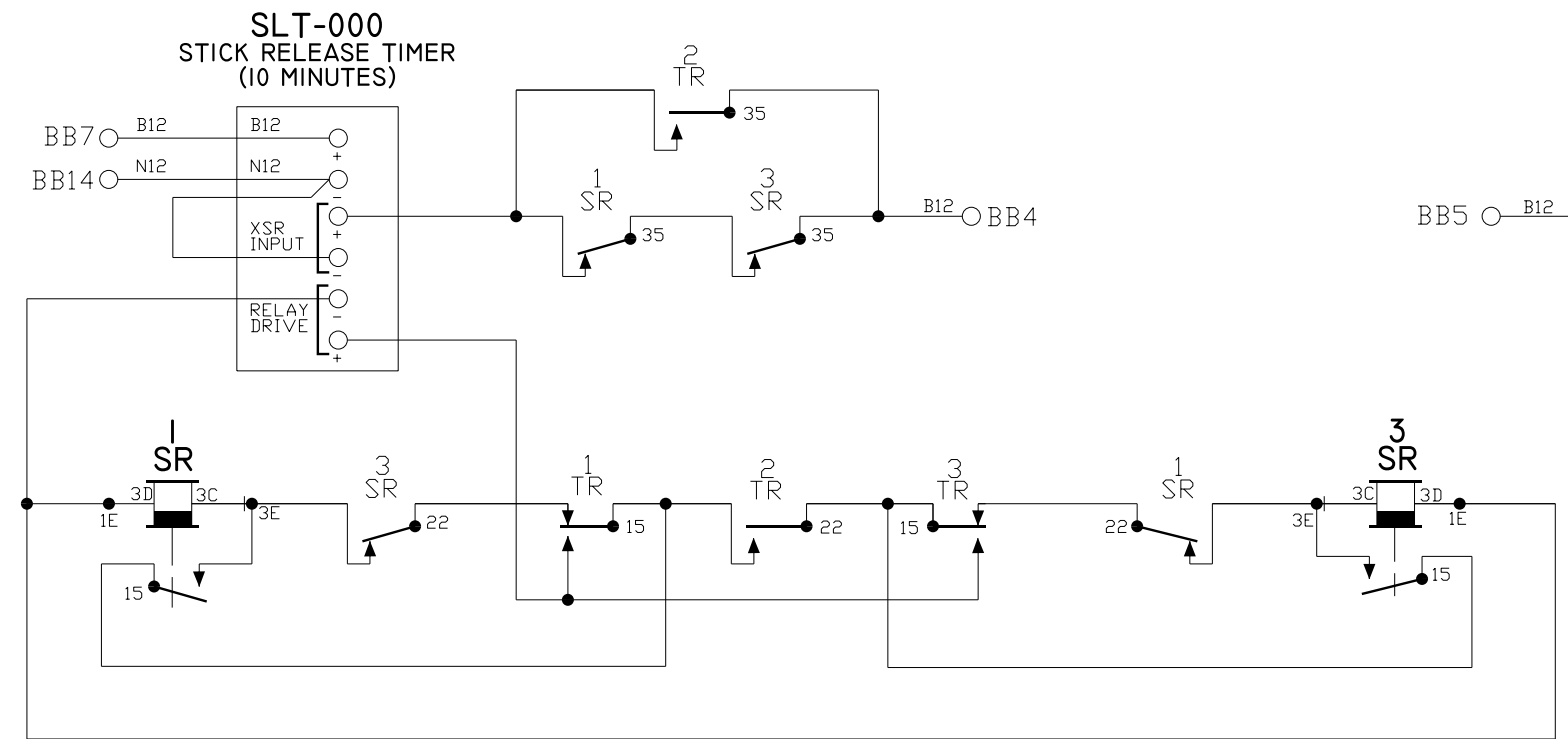 SLT-000
STICK RELEASE TIMER
(10 MINUTES)
2
TR
35
BB7
B12
B12
+
BB14
N12
N12
-
1
SR
35
3
SR
35
B12
BB4
BB5
B12
XSR
INPUT
+
-
RELAY
DRIVE
-
+
1
SR
3D
3C
1E
3E
15
3
SR
22
1
TR
15
2
TR
22
3
TR
15
1
SR
22
3
SR
3C
3D
3E
1E
15